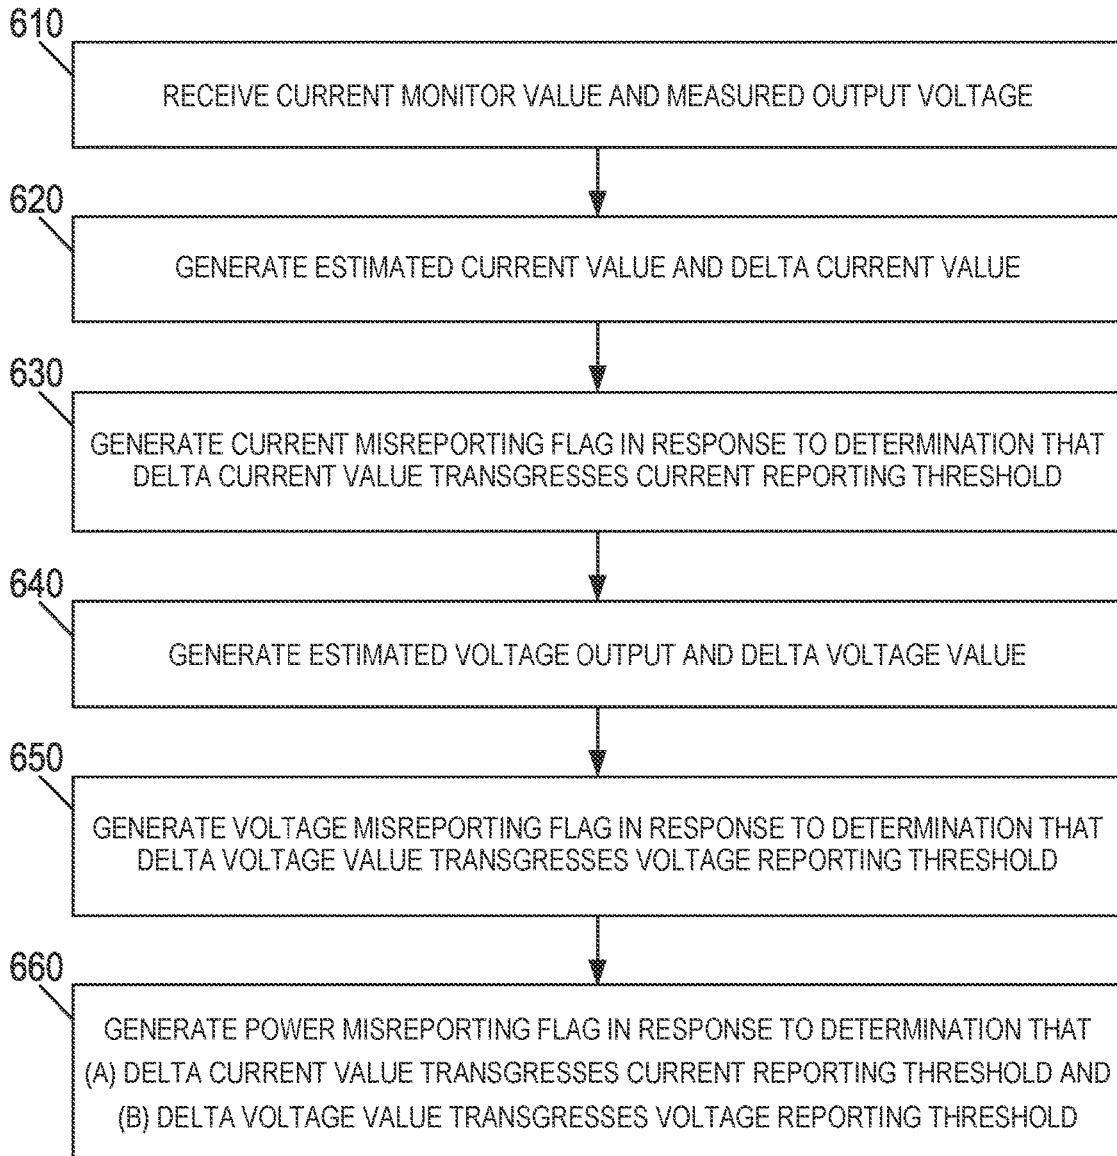 610
RECEIVE CURRENT MONITOR VALUE AND MEASURED OUTPUT VOLTAGE
620
GENERATE ESTIMATED CURRENT VALUE AND DELTA CURRENT VALUE
630
GENERATE CURRENT MISREPORTING FLAG IN RESPONSE TO DETERMINATION THAT
DELTA CURRENT VALUE TRANSGRESSES CURRENT REPORTING THRESHOLD
640
GENERATE ESTIMATED VOLTAGE OUTPUT AND DELTA VOLTAGE VALUE
650
GENERATE VOLTAGE MISREPORTING FLAG IN RESPONSE TO DETERMINATION THAT
DELTA VOLTAGE VALUE TRANSGRESSES VOLTAGE REPORTING THRESHOLD
660
GENERATE POWER MISREPORTING FLAG IN RESPONSE TO DETERMINATION THAT
(A) DELTA CURRENT VALUE TRANSGRESSES CURRENT REPORTING THRESHOLD AND
(B) DELTA VOLTAGE VALUE TRANSGRESSES VOLTAGE REPORTING THRESHOLD